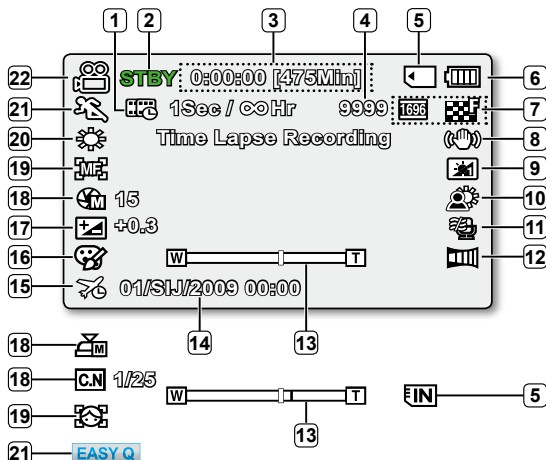 1 2 3 4 5
22 STBY 0:00:00 [475Min] 6
21 1Sec / ∞Hr 9999 1696 F 7
20 Time Lapse Recording 8
19 MF 9
18 M 15 10
17 +0.3 11
16 W T 12
15 01/SIJ/2009 00:00
14 13
18 M
18 C.N 1/25 W T IN 5
19 13
21 EASY Q